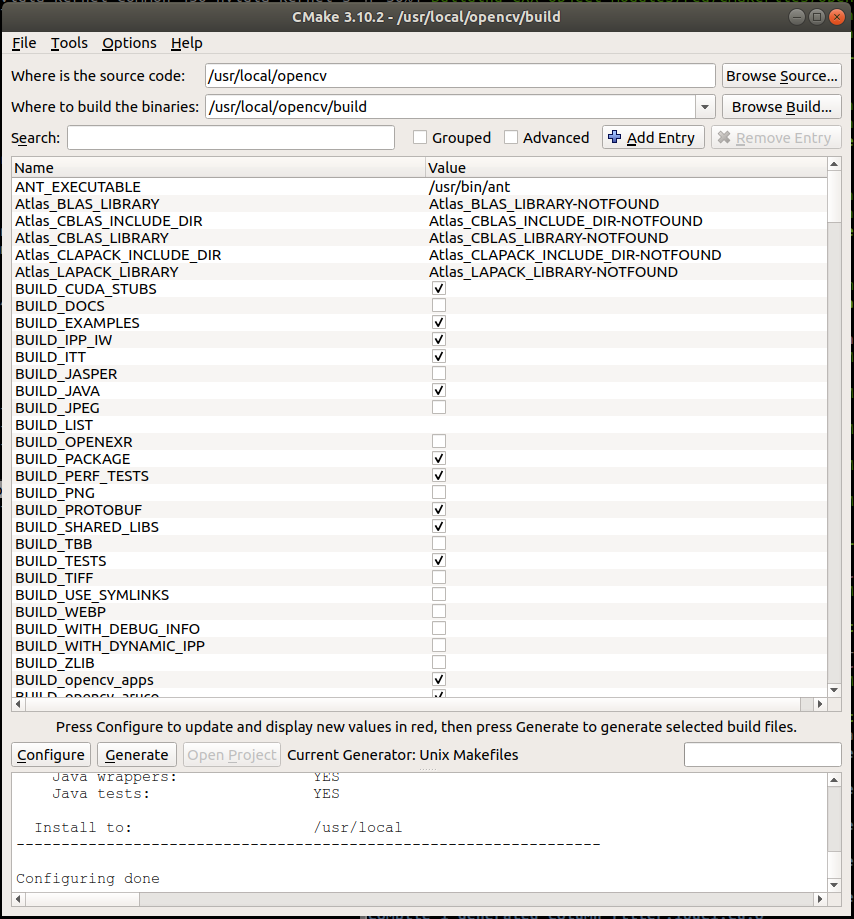 CMake 3.10.2 - /usr/local/opencv/build
File Tools Options Help
Where is the source code: /usr/local/opencv Browse Source...
Where to build the binaries: /usr/local/opencv/build Browse Build...
Search: Grouped Advanced Add Entry Remove Entry
Name Value
ANT_EXECUTABLE /usr/bin/ant
Atlas_BLAS_LIBRARY Atlas_BLAS_LIBRARY-NOTFOUND
Atlas_CBLAS_INCLUDE_DIR Atlas_CBLAS_INCLUDE_DIR-NOTFOUND
Atlas_CBLAS_LIBRARY Atlas_CBLAS_LIBRARY-NOTFOUND
Atlas_CLAPACK_INCLUDE_DIR Atlas_CLAPACK_INCLUDE_DIR-NOTFOUND
Atlas_LAPACK_LIBRARY Atlas_LAPACK_LIBRARY-NOTFOUND
BUILD_CUDA_STUBS
BUILD_DOCS
BUILD_EXAMPLES
BUILD_IPP_IW
BUILD_ITT
BUILD_JASPER
BUILD_JAVA
BUILD_JPEG
BUILD_LIST
BUILD_OPENEXR
BUILD_PACKAGE
BUILD_PERF_TESTS
BUILD_PNG
BUILD_PROTOBUF
BUILD_SHARED_LIBS
BUILD_TBB
BUILD_TESTS
BUILD_TIFF
BUILD_USE_SYMLINKS
BUILD_WEBP
BUILD_WITH_DEBUG_INFO
BUILD_WITH_DYNAMIC_IPP
BUILD_ZLIB
BUILD_opencv_apps
BUILD_opencv_aruco
Press Configure to update and display new values in red, then press Generate to generate selected build files.
Configure Generate Open Project Current Generator: Unix Makefiles
Java wrappers: YES
Java tests: YES
Install to: /usr/local
-----------------------------------------------------------------
Configuring done